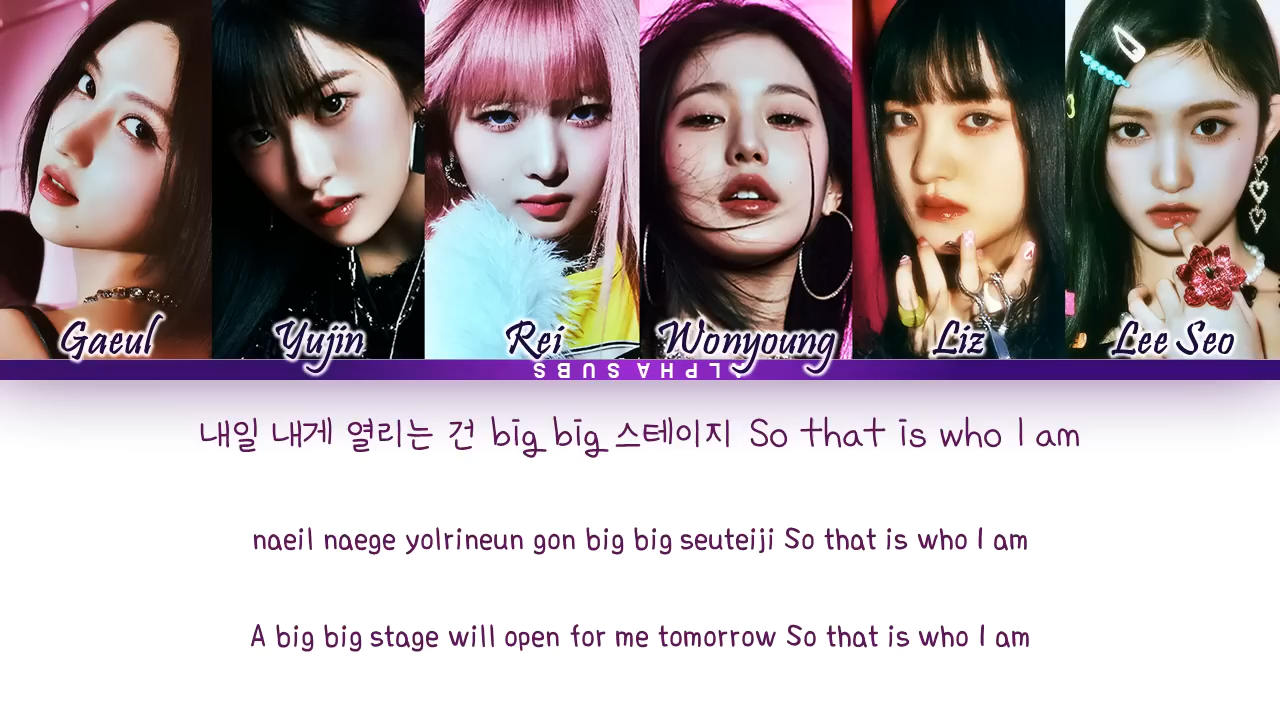 Gaeul
Yujin
Rei
Wonyoung
Liz
Lee Seo
ALPHA SUBS
내일 내게 열리는 건 big big 스테이지 So that is who I am
naeil naege yolrineun gon big big seuteiji So that is who I am
A big big stage will open for me tomorrow So that is who I am